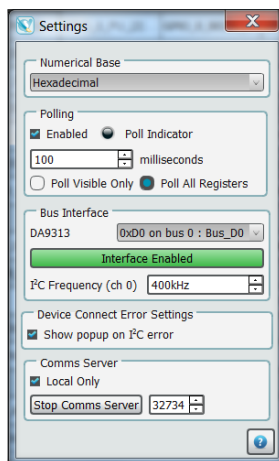 Settings
Numerical Base
Hexadecimal
Polling
Enabled Poll Indicator
100 milliseconds
Poll Visible Only Poll All Registers
Bus Interface
DA9313 0xD0 on bus 0 : Bus_D0
Interface Enabled
I²C Frequency (ch 0) 400kHz
Device Connect Error Settings
Show popup on I²C error
Comms Server
Local Only
Stop Comms Server 32734